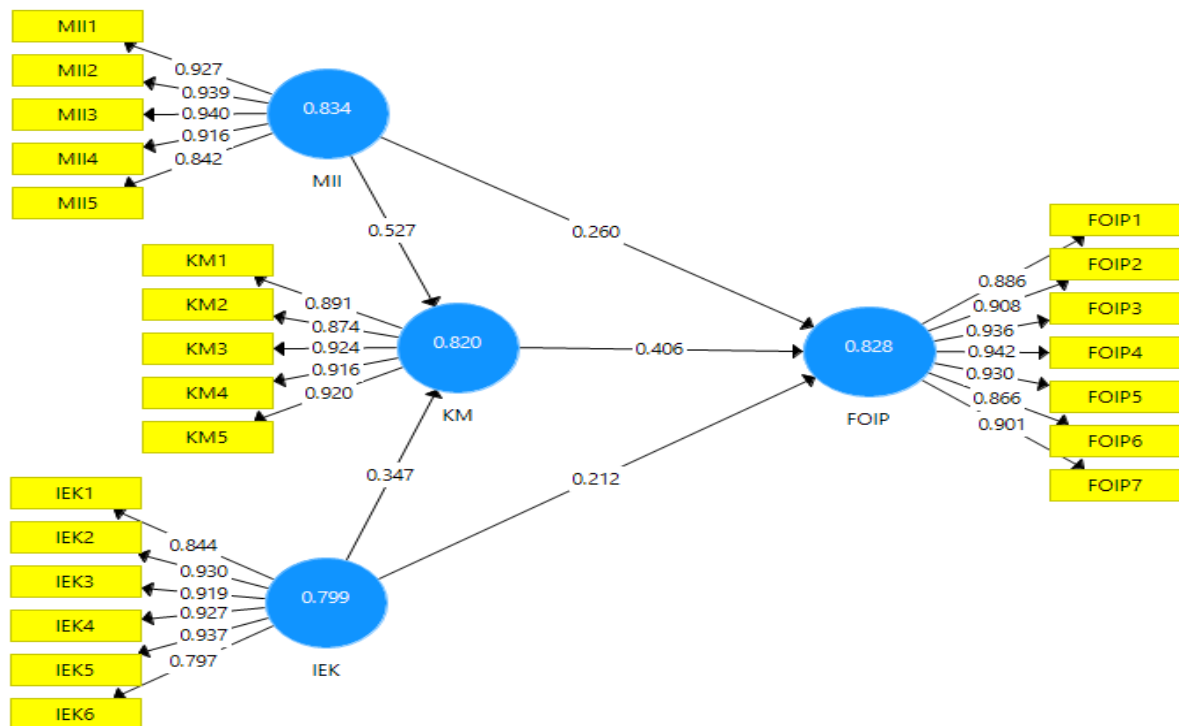 MII1
MII2
MII3
MII4
MII5
0.927
0.939
0.940
0.916
0.842
0.834
MII
0.527
0.260
KM1
KM2
KM3
KM4
KM5
0.891
0.874
0.924
0.916
0.920
0.820
KM
0.406
0.347
0.212
IEK1
IEK2
IEK3
IEK4
IEK5
IEK6
0.844
0.930
0.919
0.927
0.937
0.797
0.799
IEK
0.828
FOIP
0.886
0.908
0.936
0.942
0.930
0.866
0.901
FOIP1
FOIP2
FOIP3
FOIP4
FOIP5
FOIP6
FOIP7